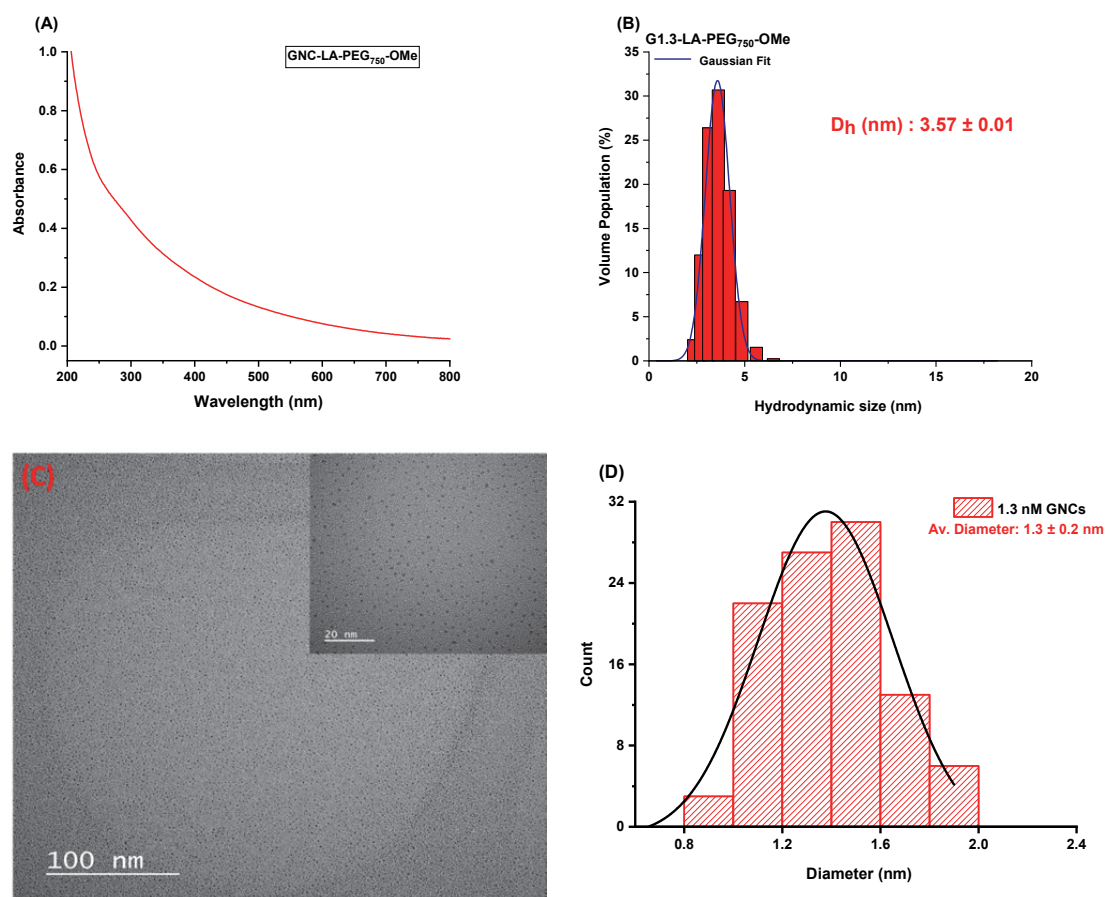 (A)
GNC-LA-PEG₇₅₀-OMe
1.0
0.8
0.6
0.4
0.2
0.0
Absorbance
200 300 400 500 600 700 800
Wavelength (nm)
(B)
G1.3-LA-PEG₇₅₀-OMe
Gaussian Fit
Dₕ (nm) : 3.57 ± 0.01
35
30
25
20
15
10
5
0
Volume Population (%)
0 5 10 15 20
Hydrodynamic size (nm)
(C)
20 nm
100 nm
(D)
1.3 nM GNCs
Av. Diameter: 1.3 ± 0.2 nm
32
24
16
8
0
Count
0.8 1.2 1.6 2.0 2.4
Diameter (nm)